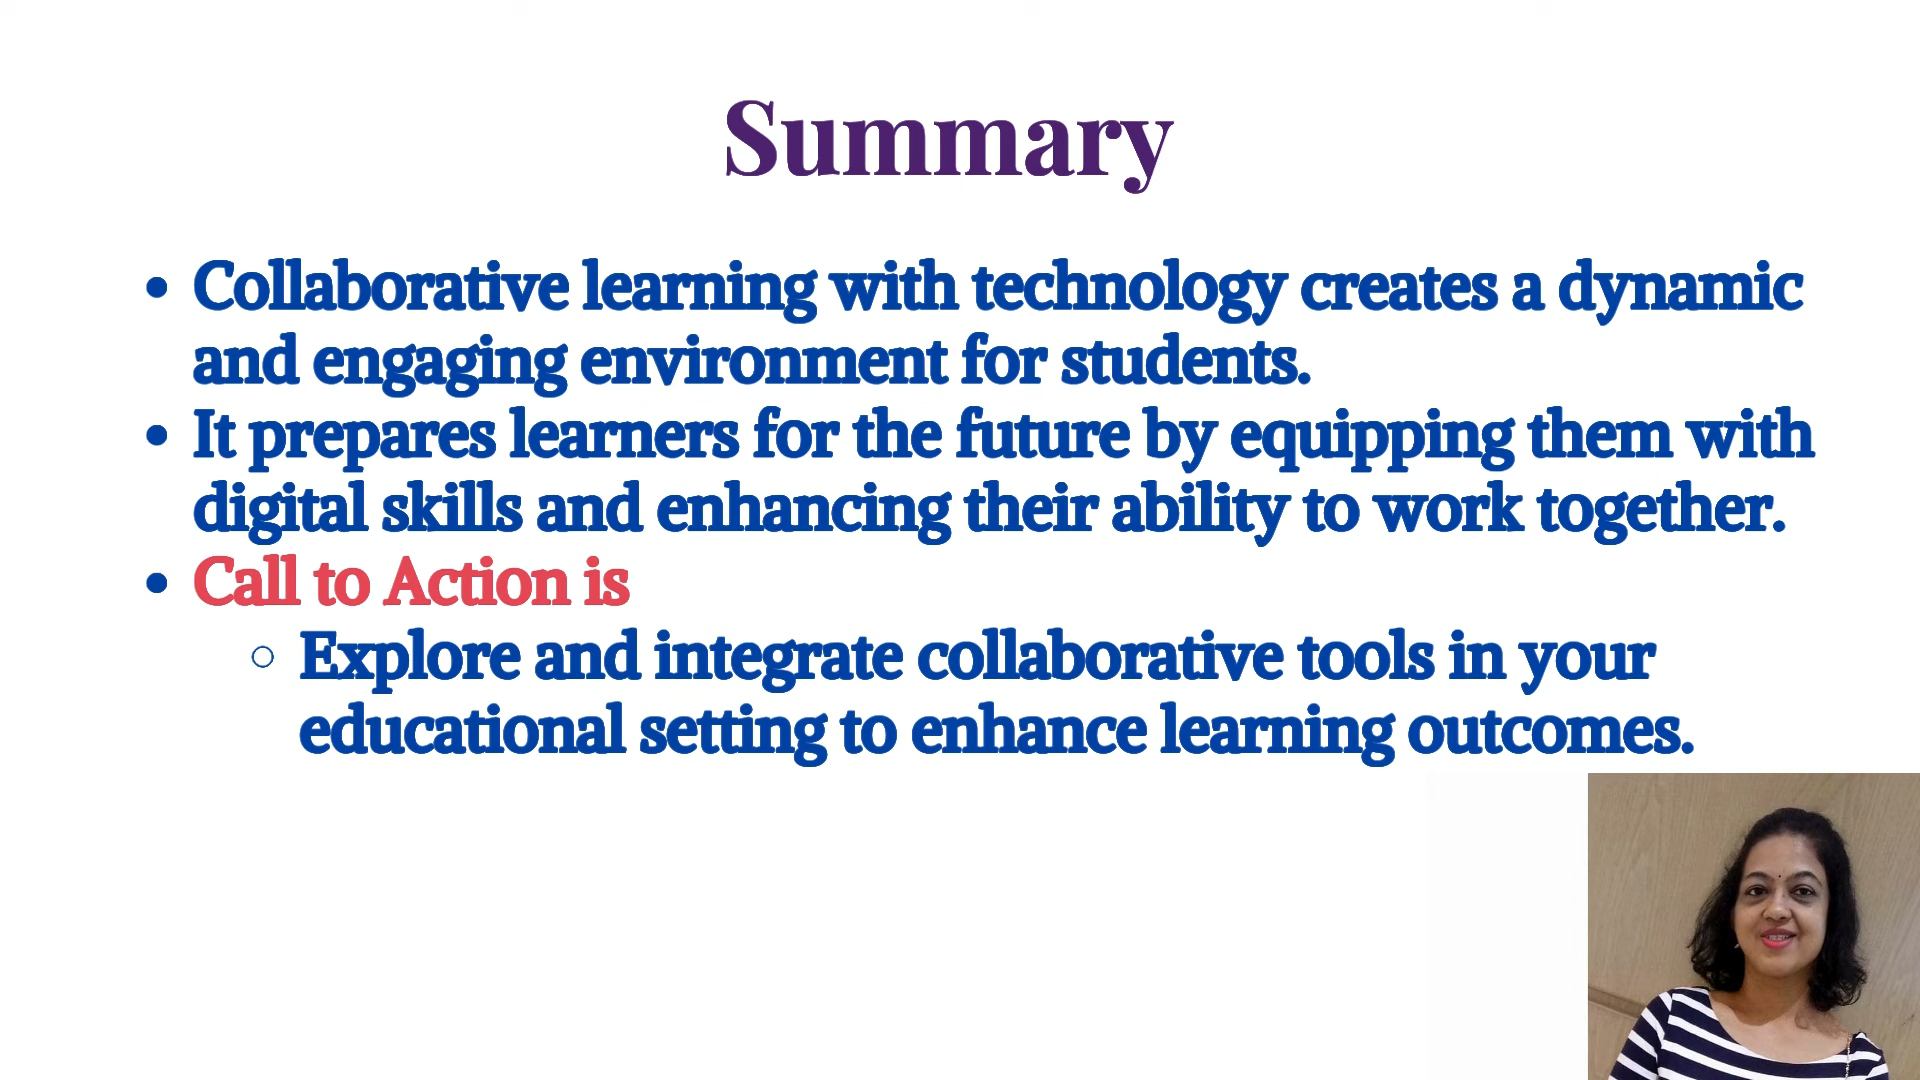 Summary
• Collaborative learning with technology creates a dynamic
and engaging environment for students.
• It prepares learners for the future by equipping them with
digital skills and enhancing their ability to work together.
• Call to Action is
○ Explore and integrate collaborative tools in your
educational setting to enhance learning outcomes.